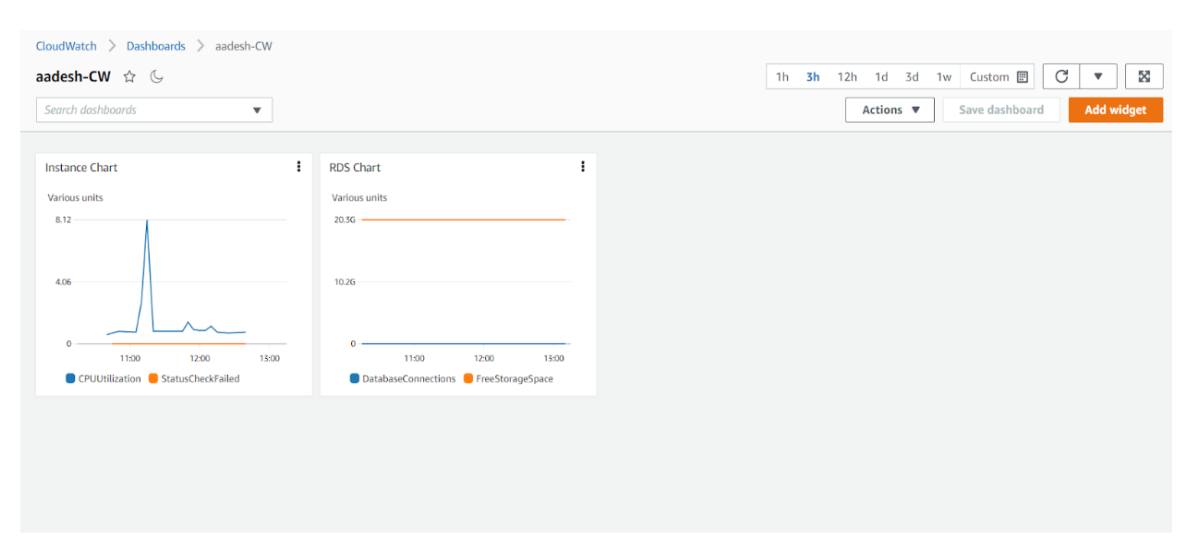 CloudWatch > Dashboards > aadesh-CW
aadesh-CW
1h 3h 12h 1d 3d 1w Custom
Search dashboards
Actions Save dashboard Add widget
Instance Chart
Various units
8.12
4.06
0
11:00 12:00 13:00
CPUUtilization StatusCheckFailed
RDS Chart
Various units
20.3G
10.2G
0
11:00 12:00 13:00
DatabaseConnections FreeStorageSpace